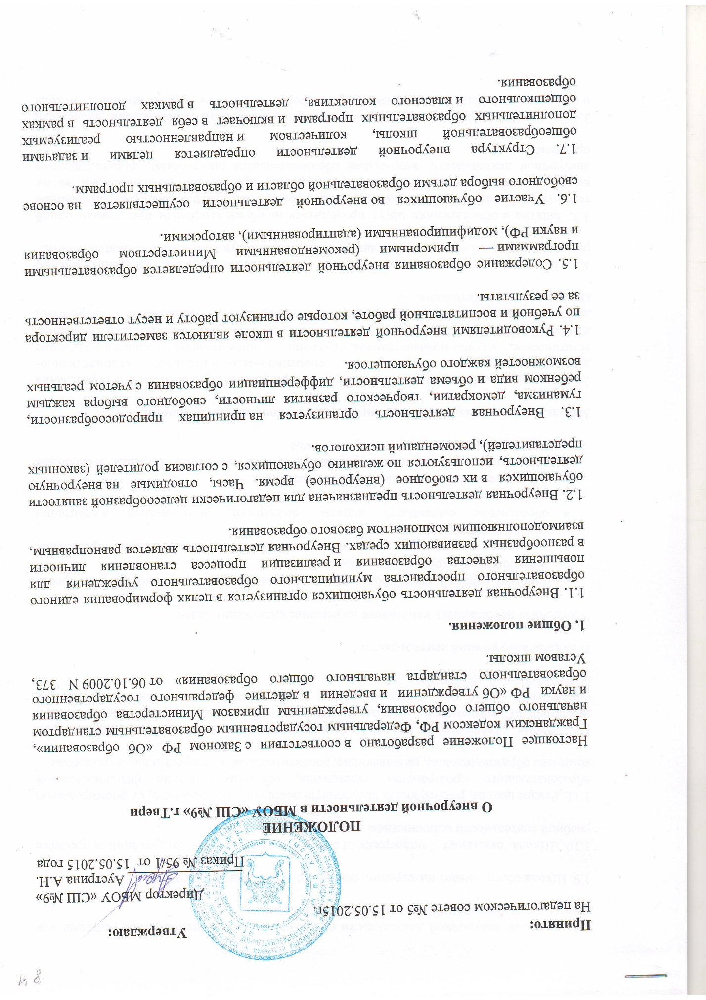 84
Принято:
Утверждаю:
На педагогическом совете №5 от 15.05.2015г.
Директор МБОУ «СШ №9»
Аустрина А.Н.
Приказ № 95/1 от 15.05.2015 года
ПОЛОЖЕНИЕ
О внеурочной деятельности в МБОУ «СШ №9» г.Твери
Настоящее Положение разработано в соответствии с Законом РФ «Об образовании»,
Гражданским кодексом РФ, Федеральным государственным образовательным стандартом
начального общего образования, утвержденным приказом Министерства образования
и науки РФ «Об утверждении и введении в действие федерального государственного
образовательного стандарта начального общего образования» от 06.10.2009 N 373,
Уставом школы.
1. Общие положения.
1.1. Внеурочная деятельность обучающихся организуется в целях формирования единого
образовательного пространства муниципального образовательного учреждения для
повышения качества образования и реализации процесса становления личности
в разнообразных развивающих средах. Внеурочная деятельность является равноправным,
взаимодополняющим компонентом базового образования.
1.2. Внеурочная деятельность предназначена для педагогически целесообразной занятости
обучающихся в их свободное (внеурочное) время. Часы, отводимые на внеурочную
деятельность, используются по желанию обучающихся, с согласия родителей (законных
представителей), рекомендаций психологов.
1.3. Внеурочная деятельность организуется на принципах природосообразности,
гуманизма, демократии, творческого развития личности, свободного выбора каждым
ребенком вида и объема деятельности, дифференциации образования с учетом реальных
возможностей каждого обучающегося.
1.4. Руководителями внеурочной деятельности в школе являются заместители директора
по учебной и воспитательной работе, которые организуют работу и несут ответственность
за ее результаты.
1.5. Содержание образования внеурочной деятельности определяется образовательными
программами — примерными (рекомендованными Министерством образования
и науки РФ), модифицированными (адаптированными), авторскими.
1.6. Участие обучающихся во внеурочной деятельности осуществляется на основе
свободного выбора детьми образовательной области и образовательных программ.
1.7. Структура внеурочной деятельности определяется целями и задачами
общеобразовательной школы, количеством и направленностью реализуемых
дополнительных образовательных программ и включает в себя деятельность в рамках
общешкольного и классного коллектива, деятельность в рамках дополнительного
образования.